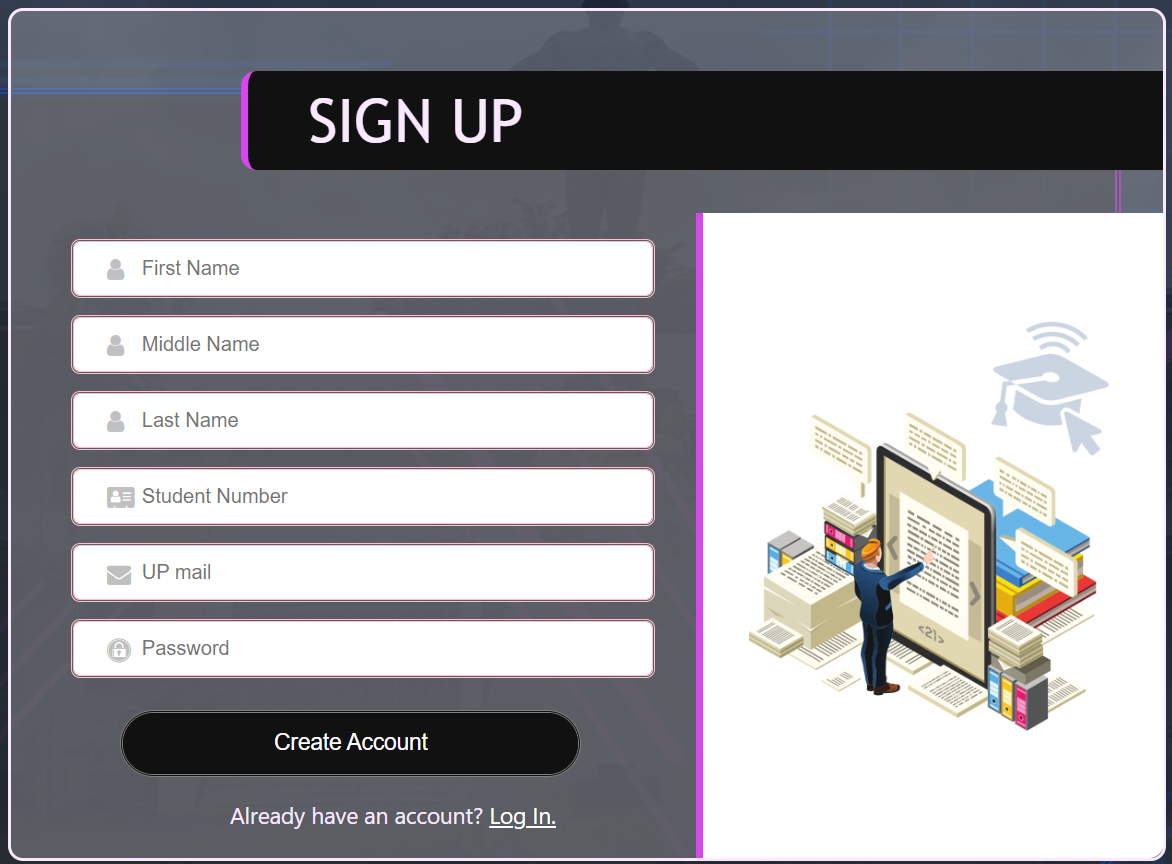 SIGN UP
First Name
Middle Name
Last Name
Student Number
UP mail
Password
Create Account
Already have an account? Log In.
<21>